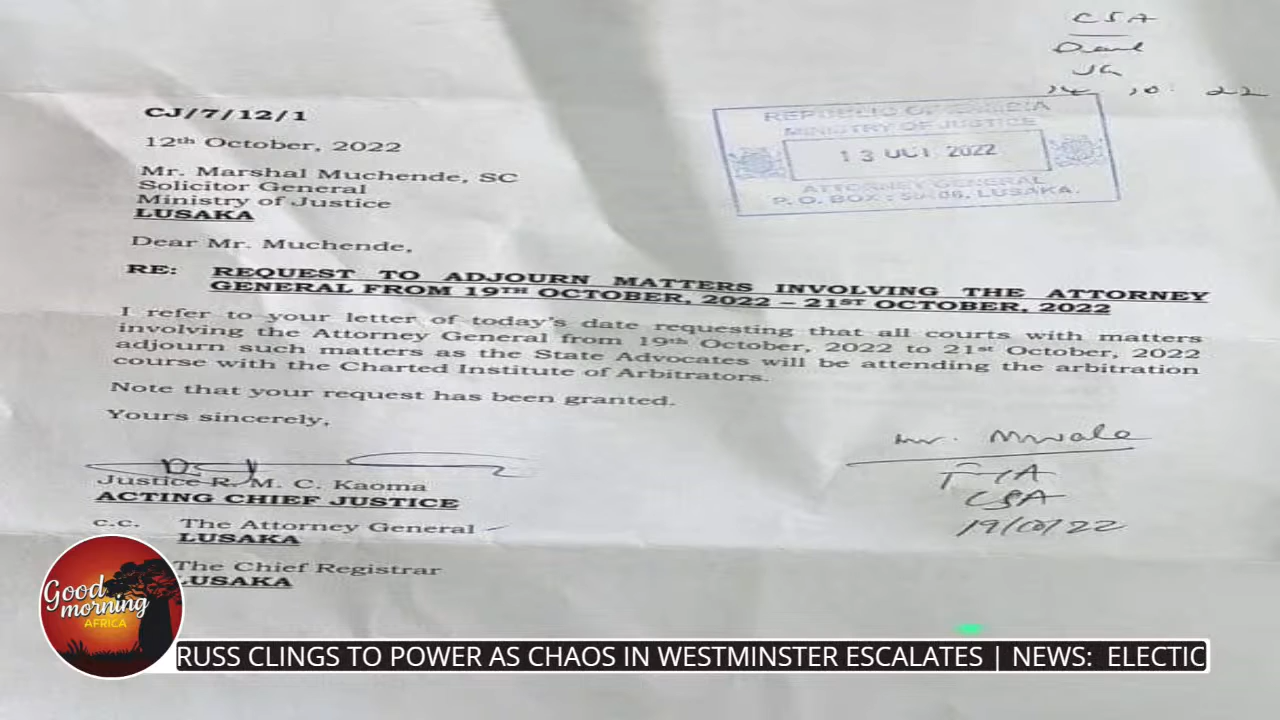 CSA
CJ/7/12/1
12th October, 2022
REPUBLIC OF ZAMBIA
MINISTRY OF JUSTICE
13 OCT 2022
ATTORNEY GENERAL
P. O. BOX : LUSAKA.
Mr. Marshal Muchende, SC
Solicitor General
Ministry of Justice
LUSAKA
Dear Mr. Muchende,
RE: REQUEST TO ADJOURN MATTERS INVOLVING THE ATTORNEY
GENERAL FROM 19TH OCTOBER, 2022 – 21ST OCTOBER, 2022
I refer to your letter of today's date requesting that all courts with matters
involving the Attorney General from 19th October, 2022 to 21st October, 2022
adjourn such matters as the State Advocates will be attending the arbitration
course with the Charted Institute of Arbitrators.
Note that your request has been granted.
Yours sincerely,
Justice R. M. C. Kaoma
ACTING CHIEF JUSTICE
c.c. The Attorney General
LUSAKA
The Chief Registrar
LUSAKA
Mr. Mwale
FIA
CSA
19/10/22
Good
morning
AFRICA
RUSS CLINGS TO POWER AS CHAOS IN WESTMINSTER ESCALATES | NEWS: ELECTIC